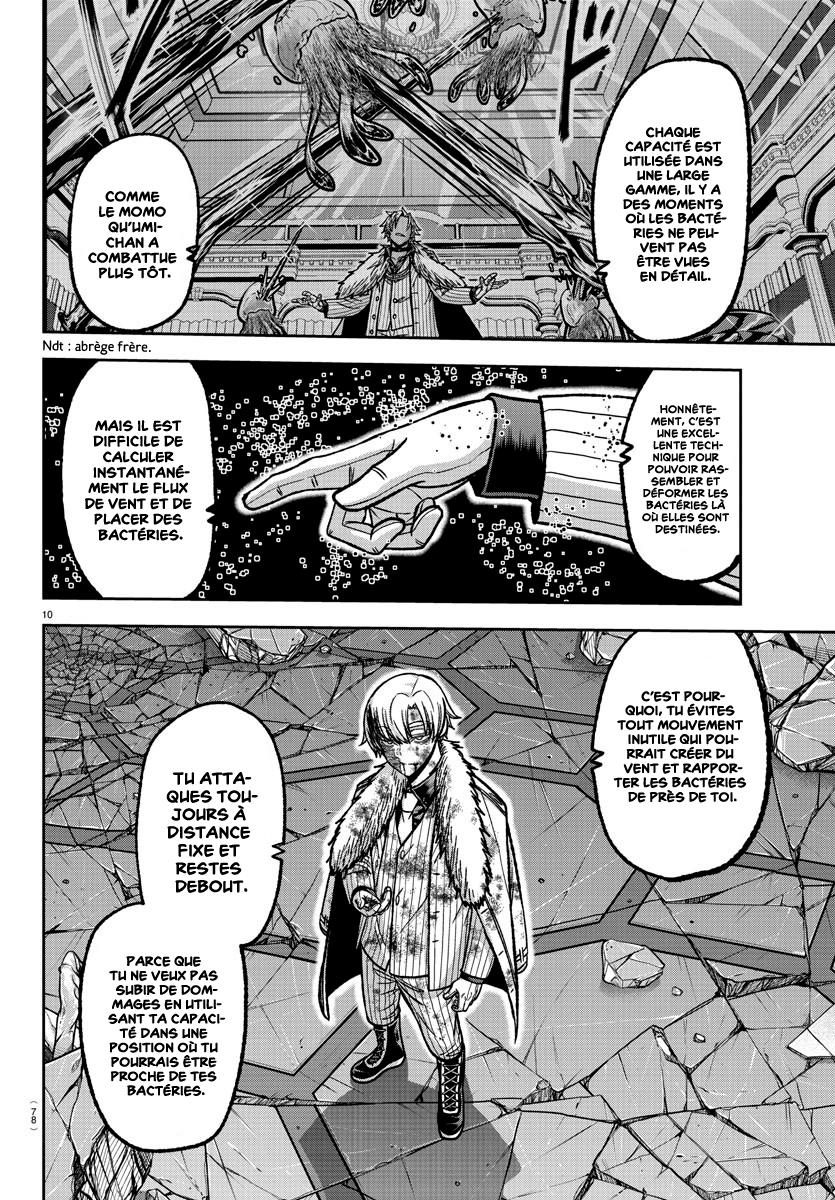 CHAQUE
CAPACITÉ EST
UTILISÉE DANS
UNE LARGE
GAMME, IL Y A
DES MOMENTS
OÙ LES BACTÉ-
RIES NE PEU-
VENT PAS
ÊTRE VUES
EN DÉTAIL.
COMME
LE MOMO
QU'UMI-
CHAN A
COMBATTUE
PLUS TÔT.
Ndt : abrège frère.
HONNÊTE-
MENT, C'EST
UNE EXCEL-
LENTE TECH-
NIQUE POUR
POUVOIR RAS-
SEMBLER ET
DÉFORMER LES
BACTÉRIES LÀ
OÙ ELLES SONT
DESTINÉES.
MAIS IL EST
DIFFICILE DE
CALCULER
INSTANTANÉ-
MENT LE FLUX
DE VENT ET DE
PLACER DES
BACTÉRIES.
10
C'EST POUR-
QUOI, TU ÉVITES
TOUT MOUVEMENT
INUTILE QUI POU-
RRAIT CRÉER DU
VENT ET RAPPOR-
TER LES BACTÉRIES
DE PRÈS DE TOI.
TU ATTA-
QUES TOU-
JOURS À
DISTANCE
FIXE ET
RESTES
DEBOUT.
PARCE QUE
TU NE VEUX PAS
SUBIR DE DOM-
MAGES EN UTILI-
SANT TA CAPACI-
TÉ DANS UNE
POSITION OÙ TU
POURRAIS ÊTRE
PROCHE DE TES
BACTÉRIES.
(78)